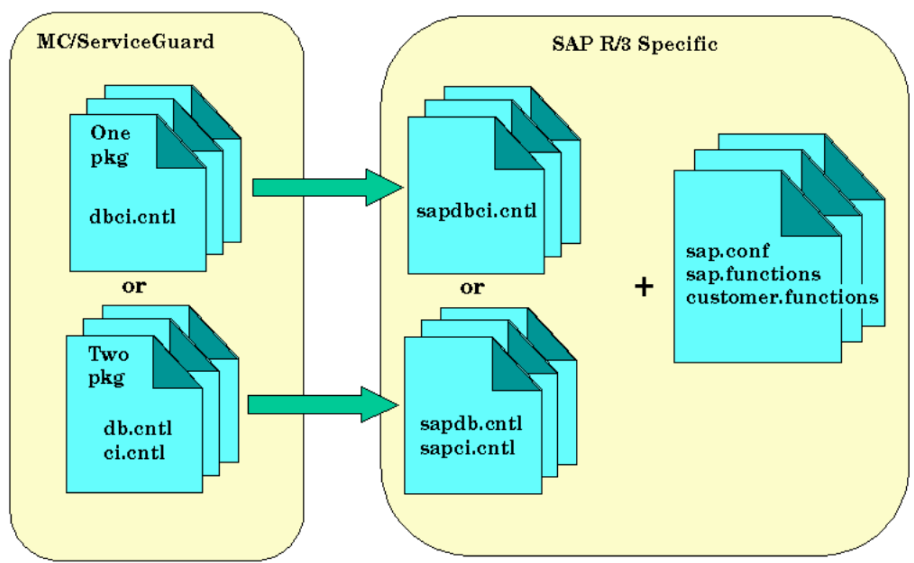 MC/ServiceGuard
One
pkg
dbci.cntl
or
Two
pkg
db.cntl
ci.cntl
SAP R/3 Specific
sapdbci.cntl
or
sapdb.cntl
sapci.cntl
+
sap.conf
sap.functions
customer.functions